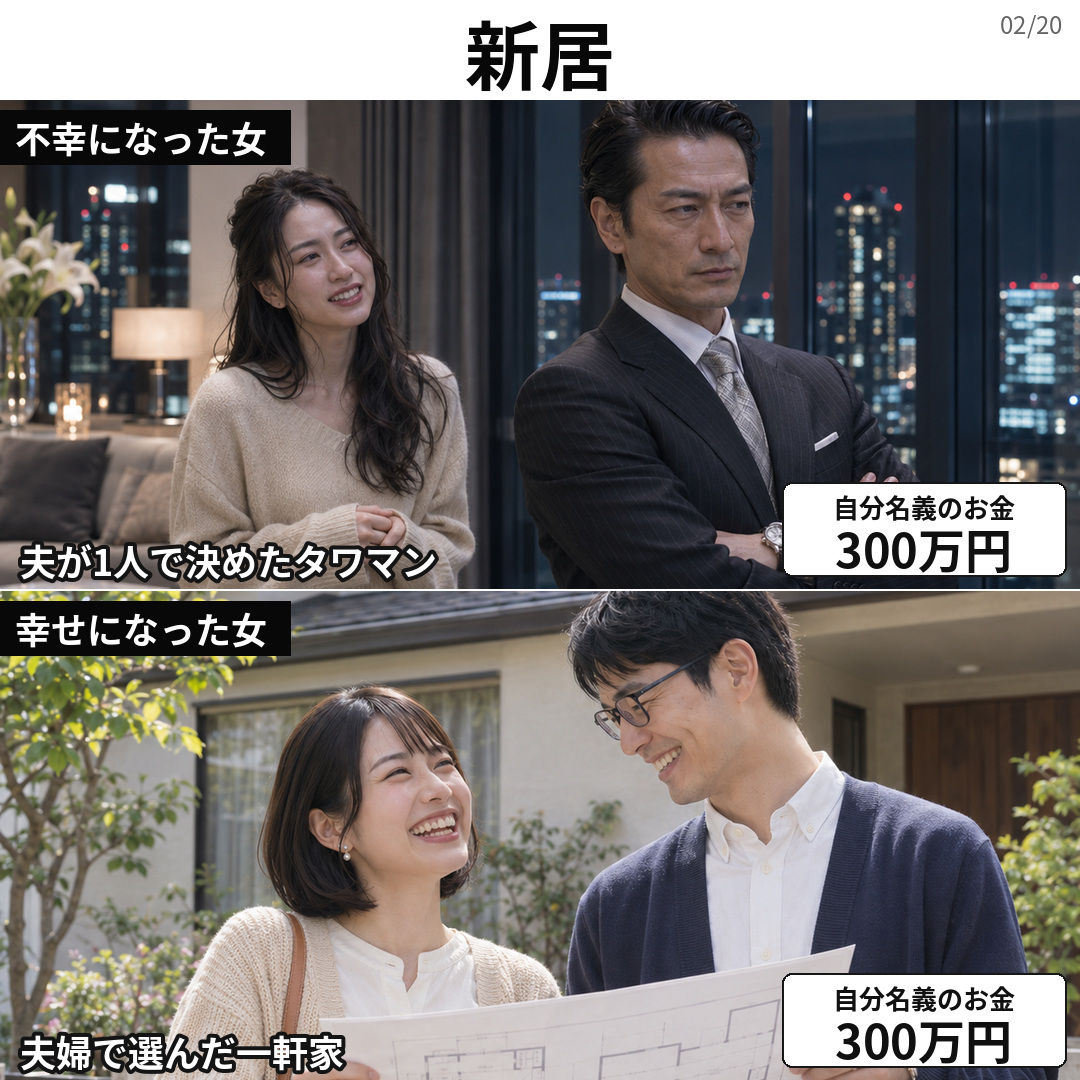 新居
02/20
不幸になった女
夫が1人で決めたタワマン
自分名義のお金
300万円
幸せになった女
夫婦で選んだ一軒家
自分名義のお金
300万円